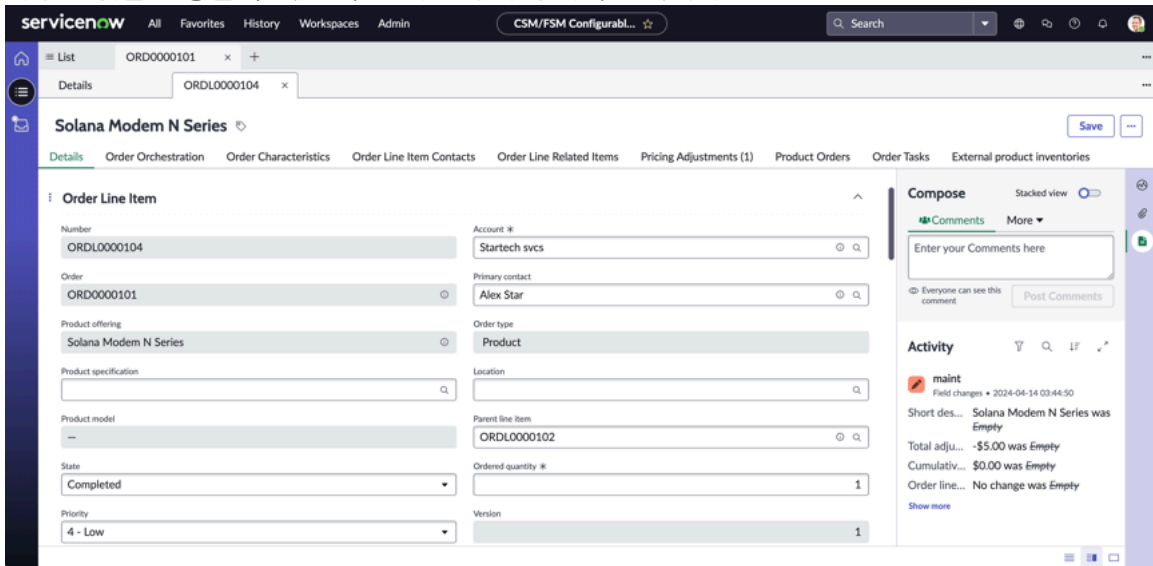 servicenow All Favorites History Workspaces Admin CSM/FSM Configurabl... Search
List ORD0000101
Details ORDL0000104
Solana Modem N Series Save
Details Order Orchestration Order Characteristics Order Line Item Contacts Order Line Related Items Pricing Adjustments (1) Product Orders Order Tasks External product inventories
Order Line Item
Number
ORDL0000104
Account
Startech svcs
Order
ORD0000101
Primary contact
Alex Star
Product offering
Solana Modem N Series
Order type
Product
Product specification
Location
Product model
—
Parent line item
ORDL0000102
State
Completed
Ordered quantity
1
Priority
4 - Low
Version
1
Compose Stacked view
Comments More
Enter your Comments here
Everyone can see this
comment
Post Comments
Activity
maint
Field changes • 2024-04-14 03:44:50
Short des... Solana Modem N Series was
Empty
Total adju... -$5.00 was Empty
Cumulativ... $0.00 was Empty
Order line... No change was Empty
Show more